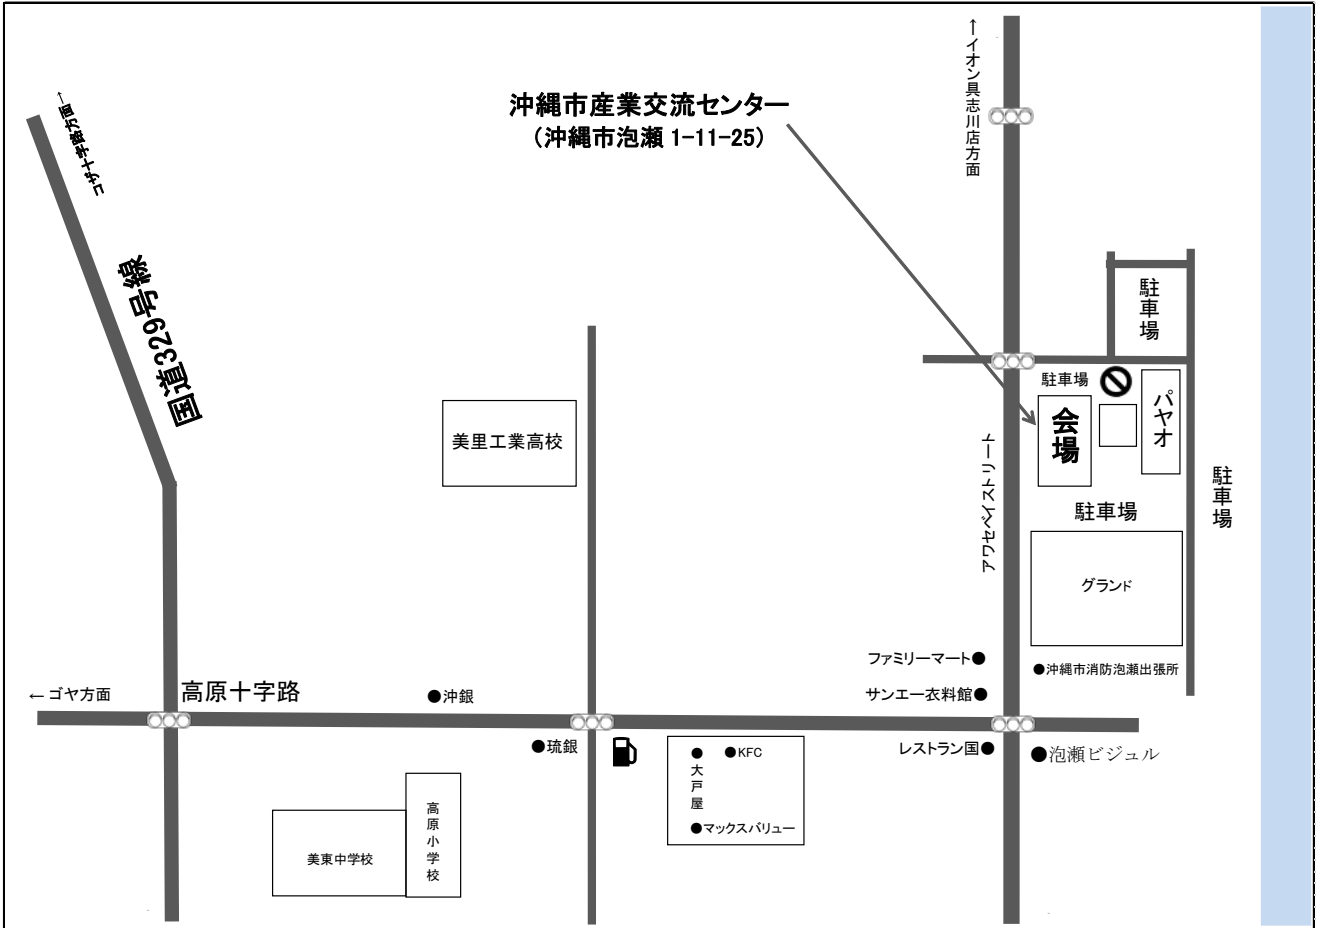 ↑イオン具志川店方面
コザ十字路方面→
沖縄市産業交流センター
（沖縄市泡瀬 1-11-25）
国道329号線
駐車場
駐車場
パヤオ
会場
美里工業高校
アワセベイストリート
駐車場
駐車場
グランド
ファミリーマート●
●沖縄市消防泡瀬出張所
←ゴヤ方面
高原十字路
●沖銀
サンエー衣料館●
●琉銀
●大戸屋
●KFC
レストラン国●
●泡瀬ビジュル
●マックスバリュー
高原小学校
美東中学校